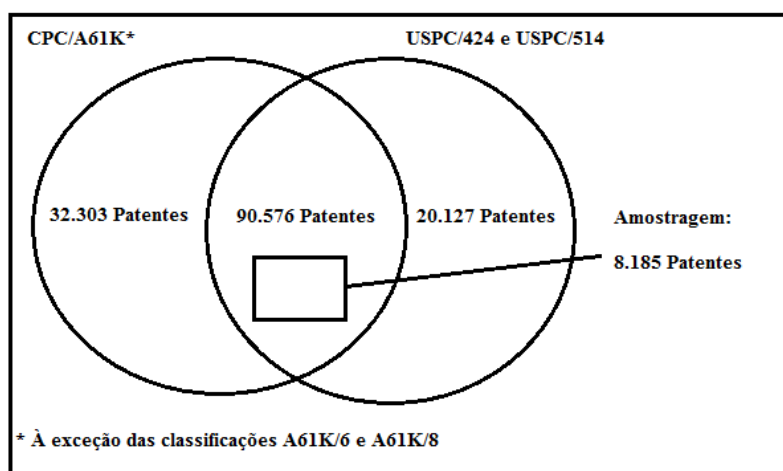 CPC/A61K*
USPC/424 e USPC/514
32.303 Patentes
90.576 Patentes
20.127 Patentes
Amostragem:
8.185 Patentes
* À exceção das classificações A61K/6 e A61K/8